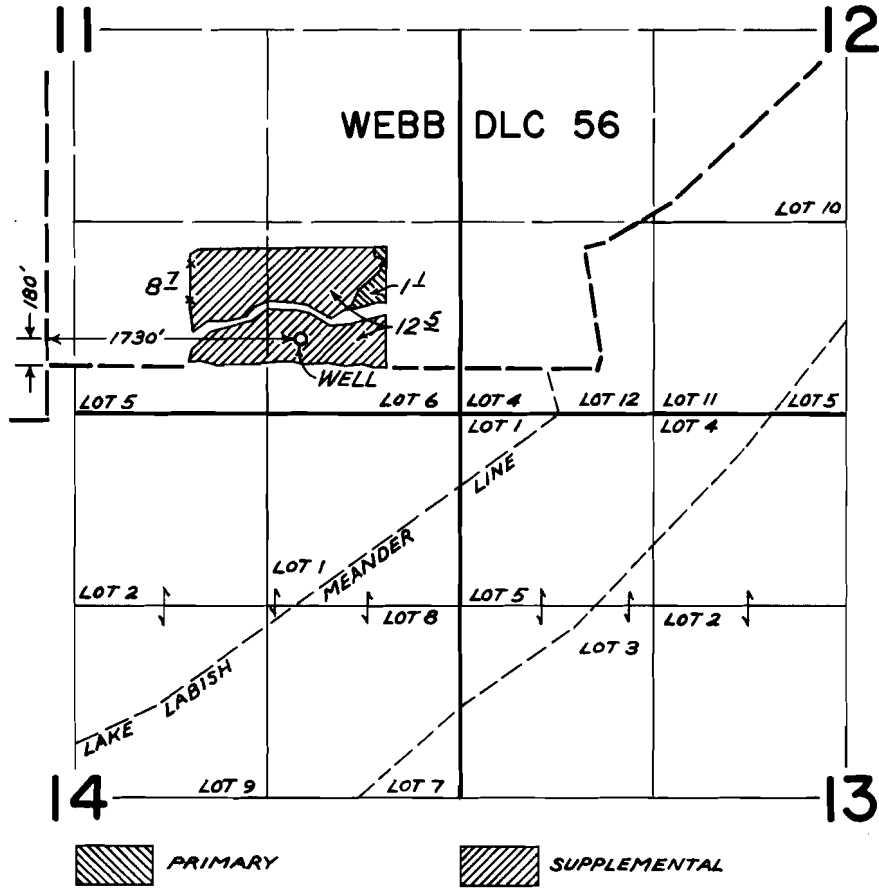 11
12
WEBB DLC 56
LOT 10
180'
8 7
1 1
12 5
1730'
WELL
LOT 5
LOT 6
LOT 4
LOT 12
LOT 11
LOT 5
LOT 1
LOT 4
LINE
MEANDER
LOT 1
LOT 2
LOT 8
LOT 5
LOT 2
LOT 3
LABISH
LAKE
14
LOT 9
LOT 7
13
PRIMARY
SUPPLEMENTAL